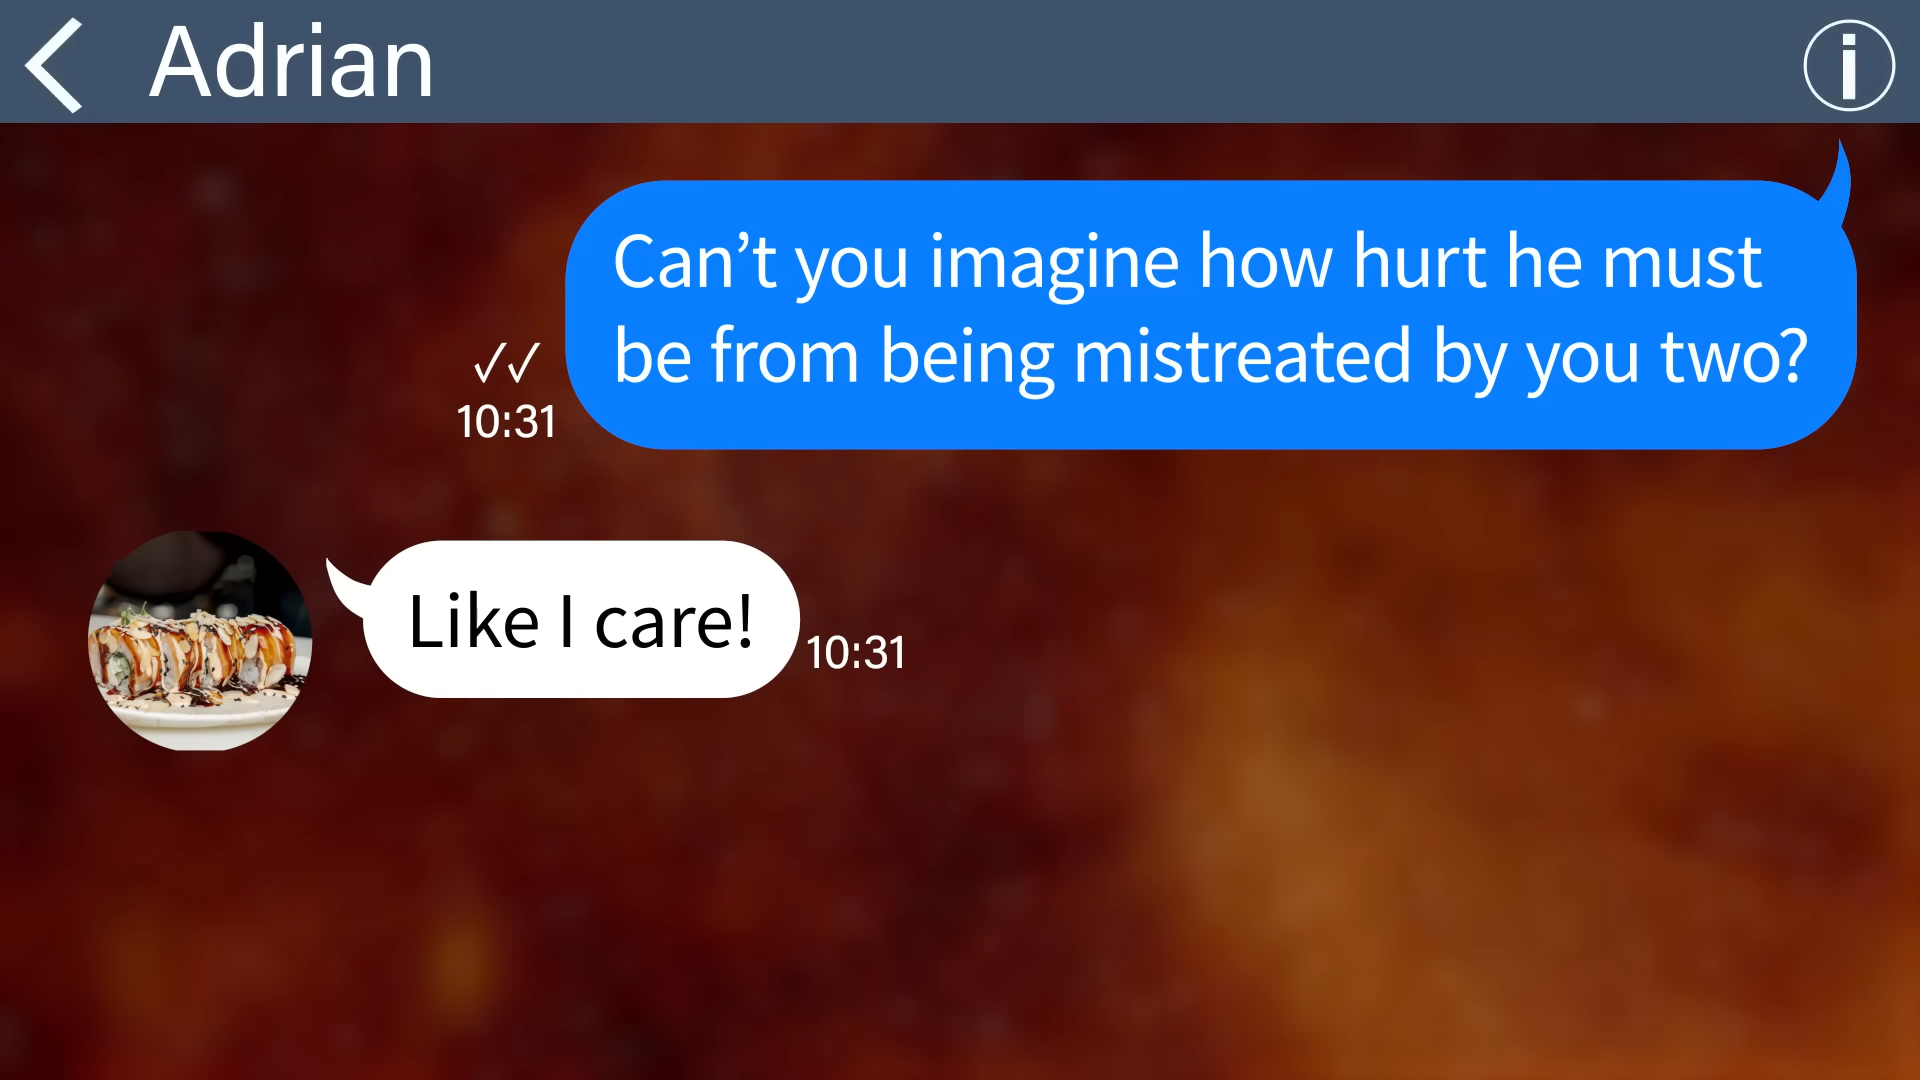 Adrian
Can’t you imagine how hurt he must
be from being mistreated by you two?
✓✓
10:31
Like I care!
10:31